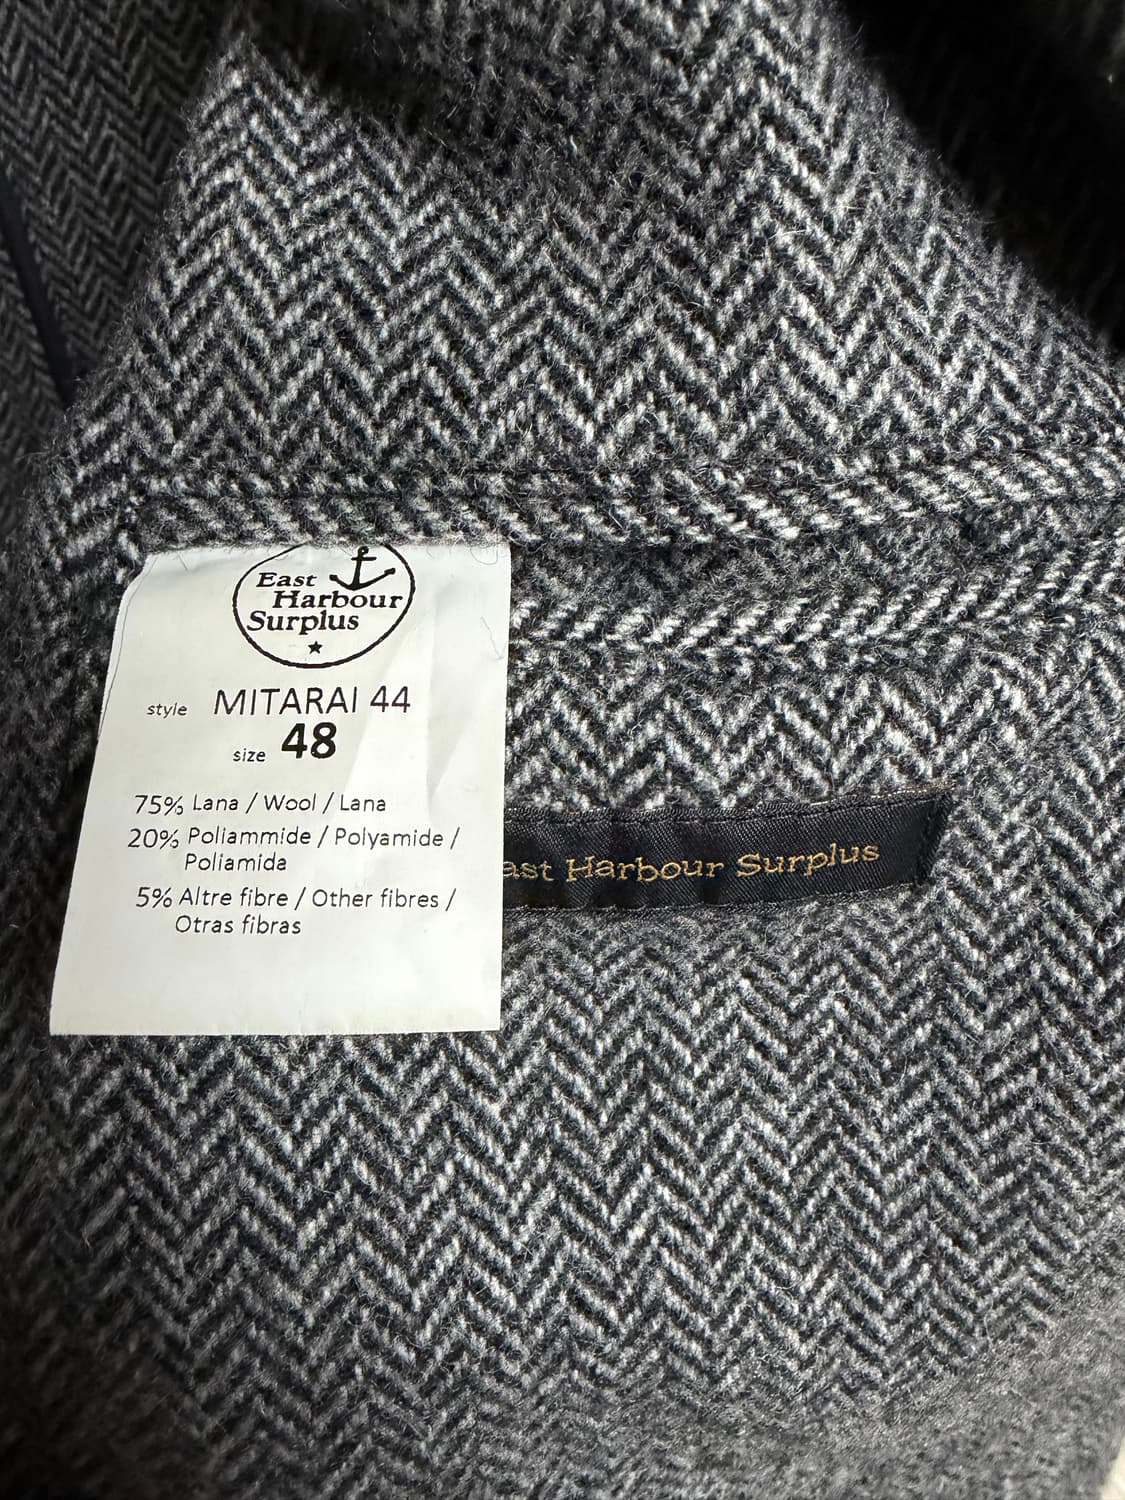 East
Harbour
Surplus
style MITARAI 44
size 48
75% Lana / Wool / Lana
20% Poliammide / Polyamide /
Poliamida
5% Altre fibre / Other fibres /
Otras fibras
ast Harbour Surplus